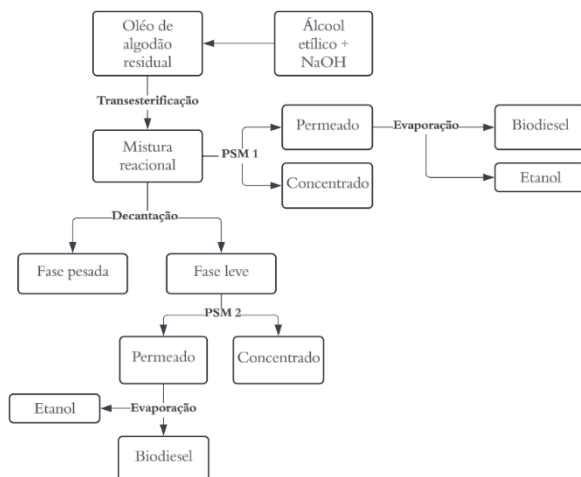 Oléo de
algodão
residual
Álcool
etílico +
NaOH
Transesterificação
Mistura
reacional
PSM 1
Permeado
Evaporação
Biodiesel
Concentrado
Etanol
Decantação
Fase pesada
Fase leve
PSM 2
Permeado
Concentrado
Etanol
Evaporação
Biodiesel